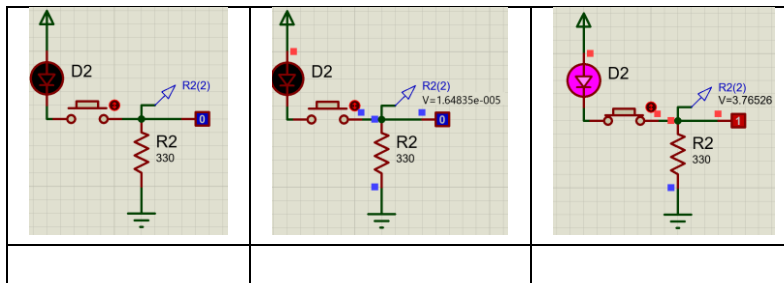 D2
R2(2)
0
R2
330
D2
R2(2)
V=1.64835e-005
0
R2
330
D2
R2(2)
V=3.76526
1
R2
330